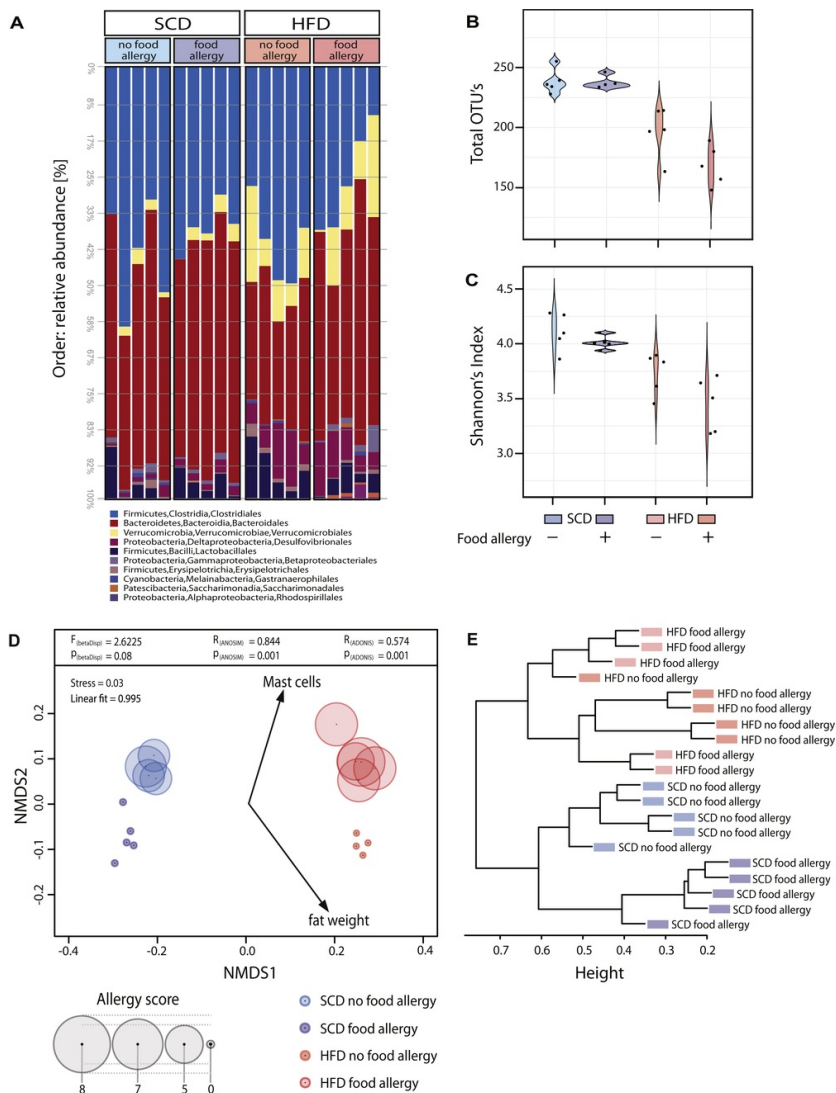 A
SCD
HFD
no food
allergy
food
allergy
no food
allergy
food
allergy
Order: relative abundance [%]
0%
8%
17%
25%
33%
42%
50%
58%
67%
75%
83%
92%
100%
Firmicutes,Clostridia,Clostridiales
Bacteroidetes,Bacteroidia,Bacteroidales
Verrucomicrobia,Verrucomicrobiae,Verrucomicrobiales
Proteobacteria,Deltaproteobacteria,Desulfovibrionales
Firmicutes,Bacilli,Lactobacillales
Proteobacteria,Gammaproteobacteria,Betaproteobacteriales
Firmicutes,Erysipelotrichia,Erysipelotrichales
Cyanobacteria,Melainabacteria,Gastranaerophilales
Patescibacteria,Saccharimonadia,Saccharimonadales
Proteobacteria,Alphaproteobacteria,Rhodospirillales
B
Total OTU's
250
200
150
C
Shannon's Index
4.5
4.0
3.5
3.0
SCD
HFD
Food allergy − + − +
D
F(betaDisp) = 2.6225
p(betaDisp) = 0.08
R(ANOSIM) = 0.844
p(ANOSIM) = 0.001
R(ADONIS) = 0.574
p(ADONIS) = 0.001
Stress = 0.03
Linear fit = 0.995
Mast cells
fat weight
NMDS2
0.2
0.1
0.0
-0.1
-0.2
-0.4 -0.2 0.0 0.2 0.4
NMDS1
Allergy score
8 7 5 0
SCD no food allergy
SCD food allergy
HFD no food allergy
HFD food allergy
E
HFD food allergy
HFD food allergy
HFD food allergy
HFD no food allergy
HFD no food allergy
HFD no food allergy
HFD no food allergy
HFD no food allergy
HFD food allergy
HFD food allergy
SCD no food allergy
SCD no food allergy
SCD no food allergy
SCD no food allergy
SCD no food allergy
SCD food allergy
SCD food allergy
SCD food allergy
SCD food allergy
SCD food allergy
0.7 0.6 0.5 0.4 0.3 0.2
Height